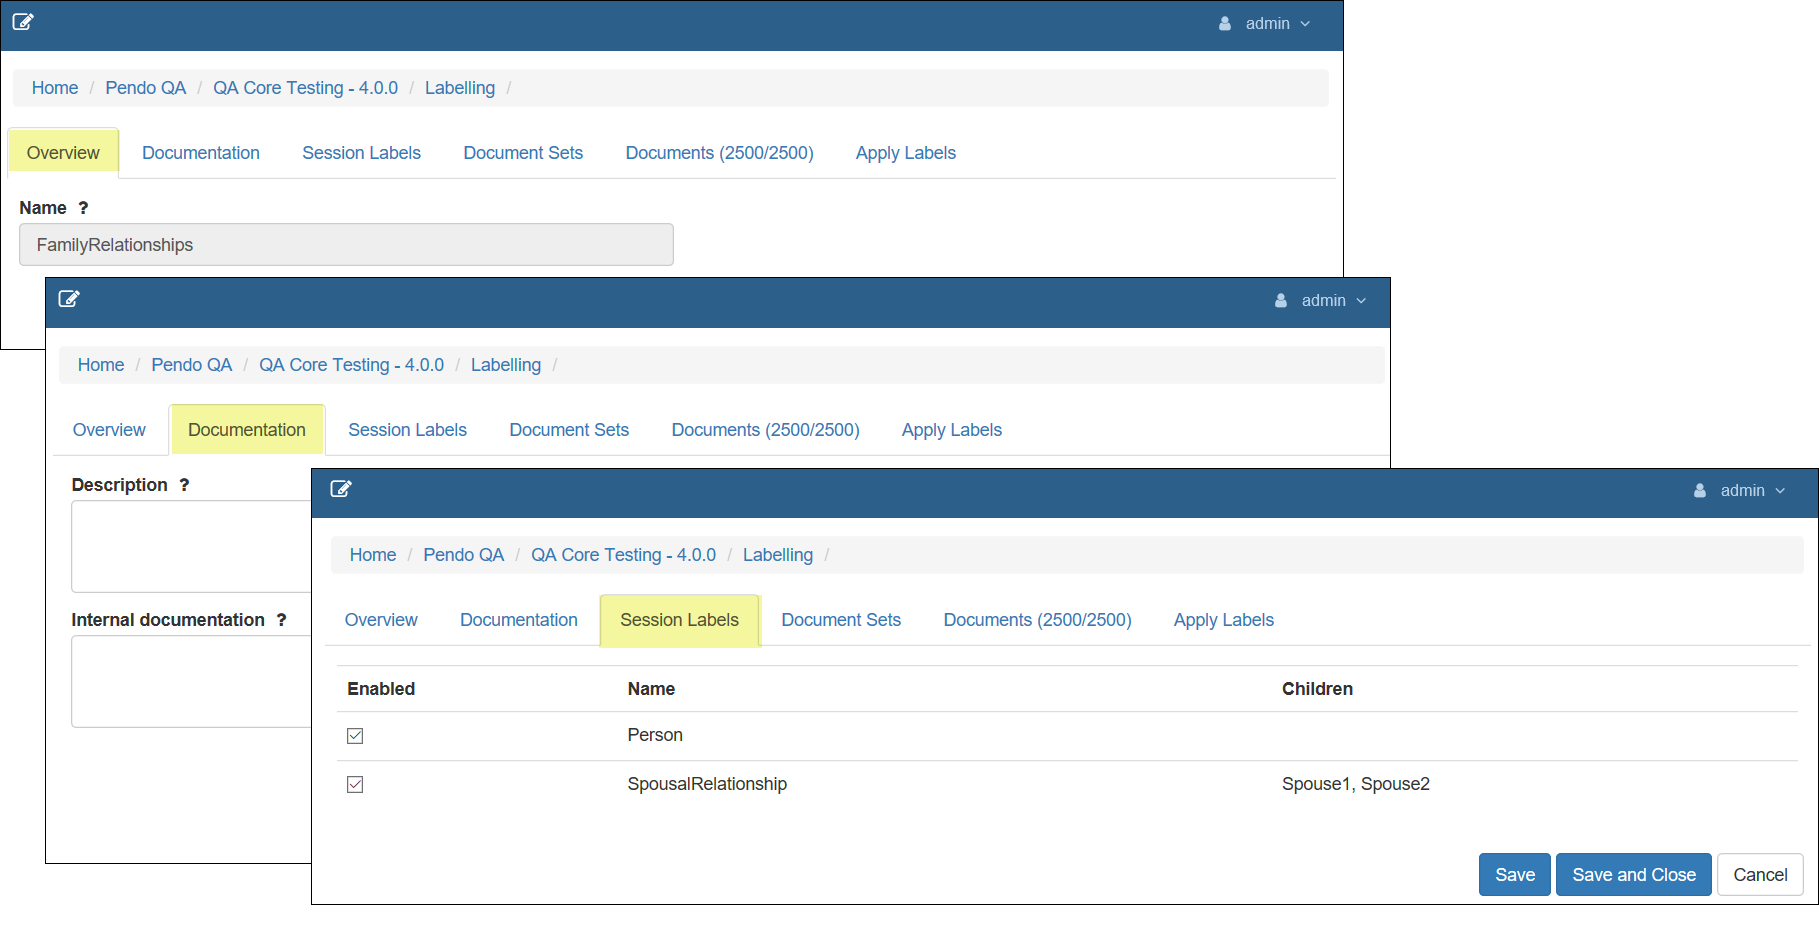 admin
Home / Pendo QA / QA Core Testing - 4.0.0 / Labelling /
Overview Documentation Session Labels Document Sets Documents (2500/2500) Apply Labels
Name ?
FamilyRelationships
admin
Home / Pendo QA / QA Core Testing - 4.0.0 / Labelling /
Overview Documentation Session Labels Document Sets Documents (2500/2500) Apply Labels
Description ?
Internal documentation ?
admin
Home / Pendo QA / QA Core Testing - 4.0.0 / Labelling /
Overview Documentation Session Labels Document Sets Documents (2500/2500) Apply Labels
Enabled Name Children
Person
SpousalRelationship Spouse1, Spouse2
Save Save and Close Cancel